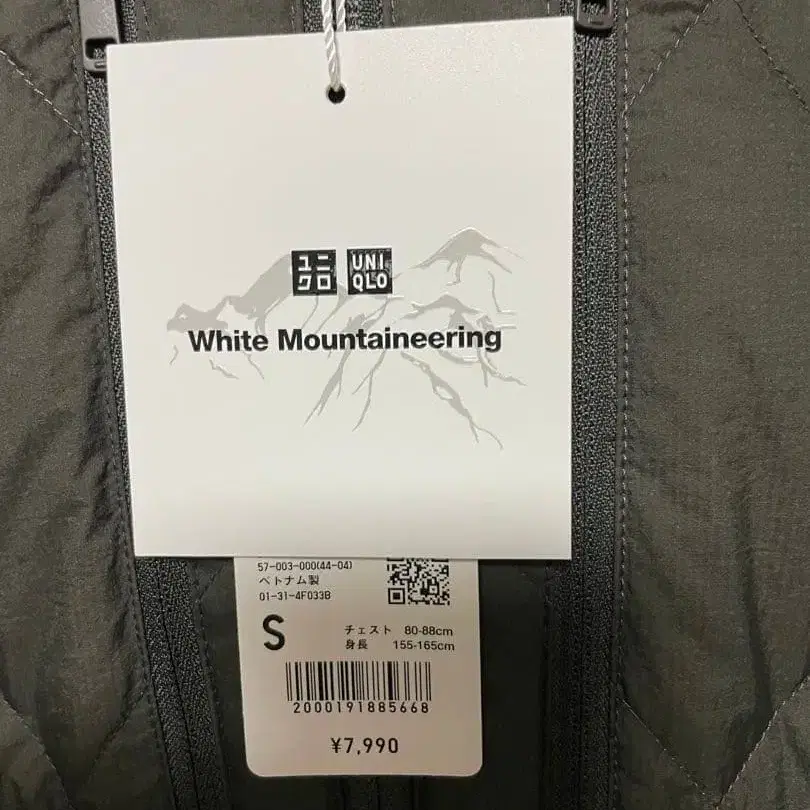 ユニ
クロ
UNI
QLO
White Mountaineering
57-003-000(44-04)
ベトナム製
01-31-4F033B
S
チェスト 80-88cm
身長 155-165cm
2000191885668
¥7,990